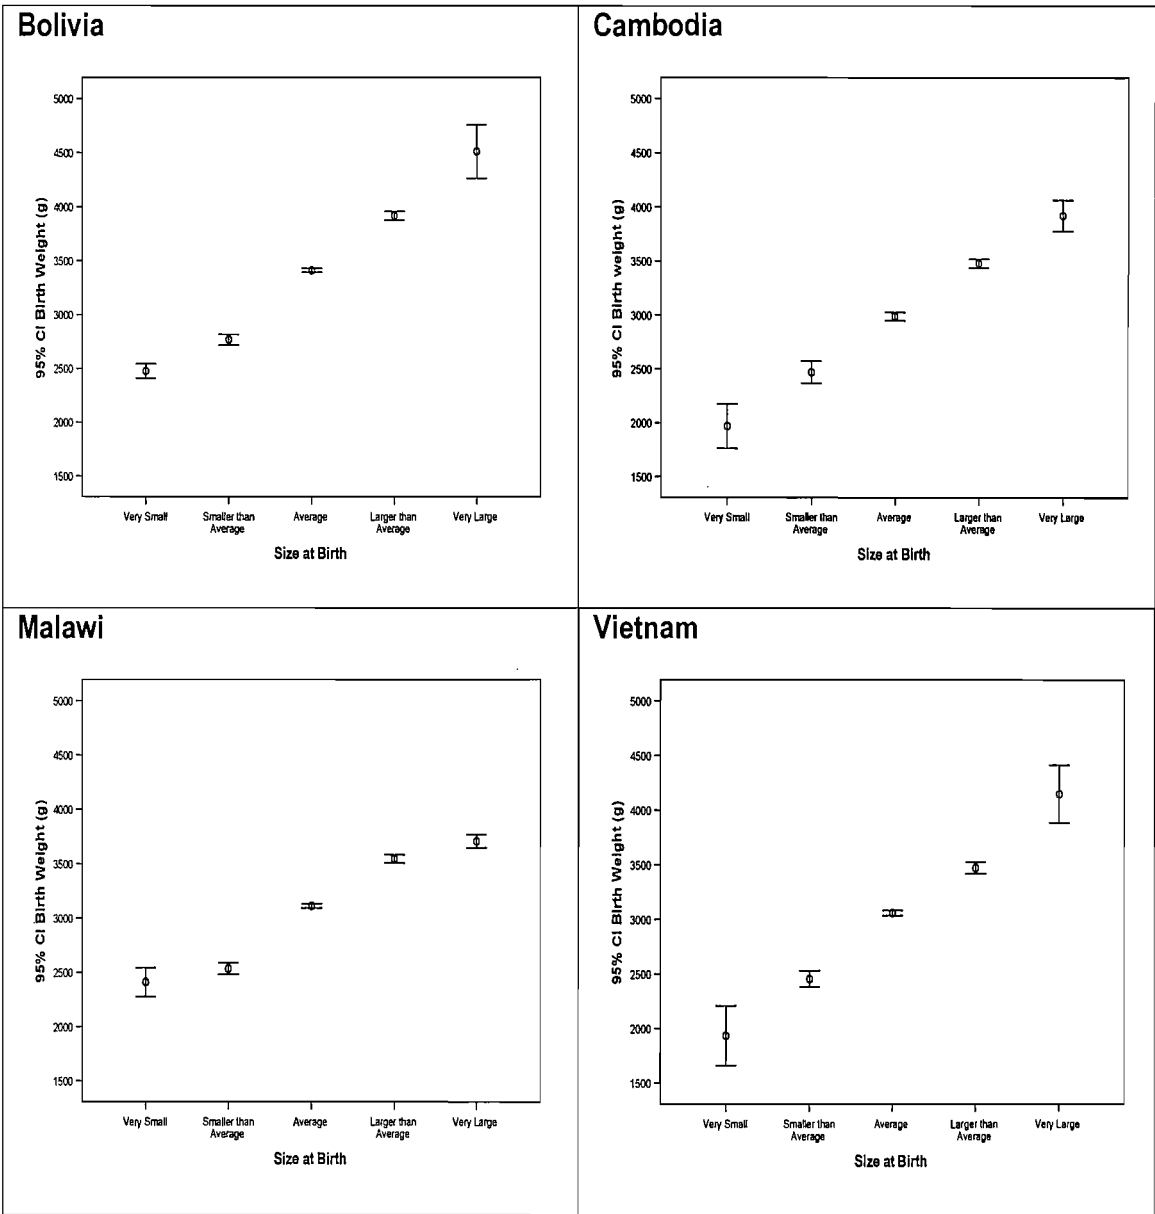 Bolivia
95% CI Birth Weight (g)
5000
4500
4000
3500
3000
2500
2000
1500
Very Small
Smaller than
Average
Average
Larger than
Average
Very Large
Size at Birth
Cambodia
95% CI Birth weight (g)
5000
4500
4000
3500
3000
2500
2000
1500
Very Small
Smaller than
Average
Average
Larger than
Average
Very Large
Size at Birth
Malawi
95% CI Birth Weight (g)
5000
4500
4000
3500
3000
2500
2000
1500
Very Small
Smaller than
Average
Average
Larger than
Average
Very Large
Size at Birth
Vietnam
95% CI Birth Weight (g)
5000
4500
4000
3500
3000
2500
2000
1500
Very Small
Smaller than
Average
Average
Larger than
Average
Very Large
Size at Birth